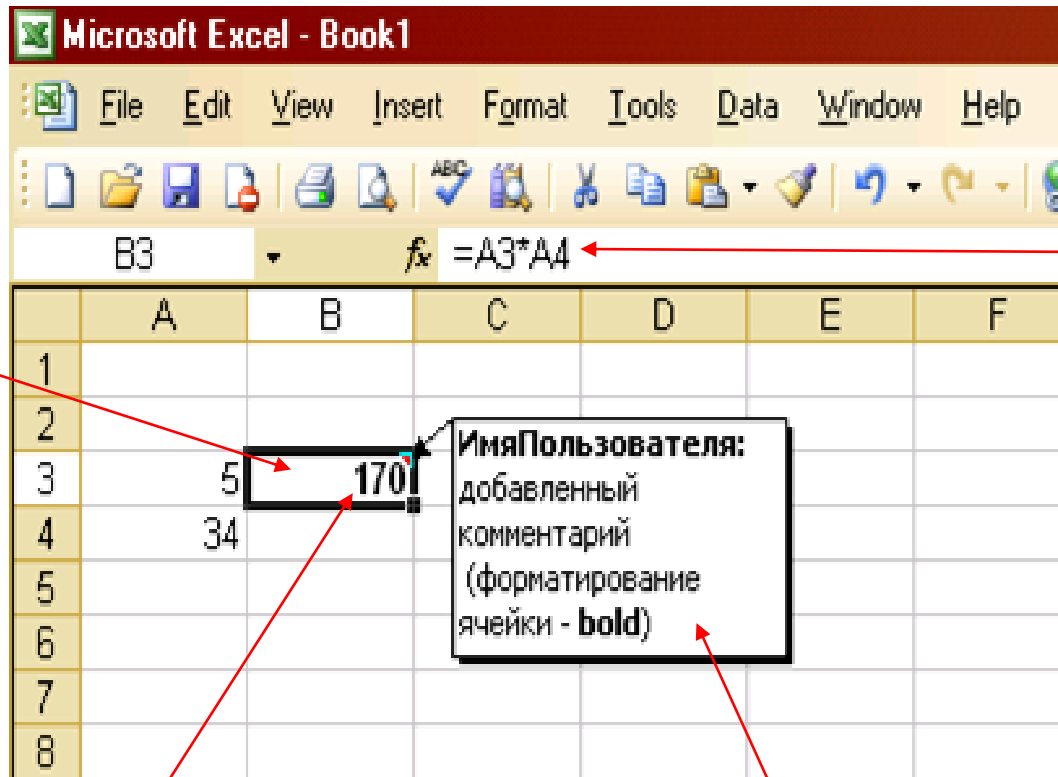 Microsoft Excel - Book1
File Edit View Insert Format Tools Data Window Help
ABC
B3 fx =A3*A4
A B C D E F
1
2
ИмяПользователя:
3 5 170 добавленный
4 34 комментарий
5 (форматирование
6 ячейки - bold)
7
8